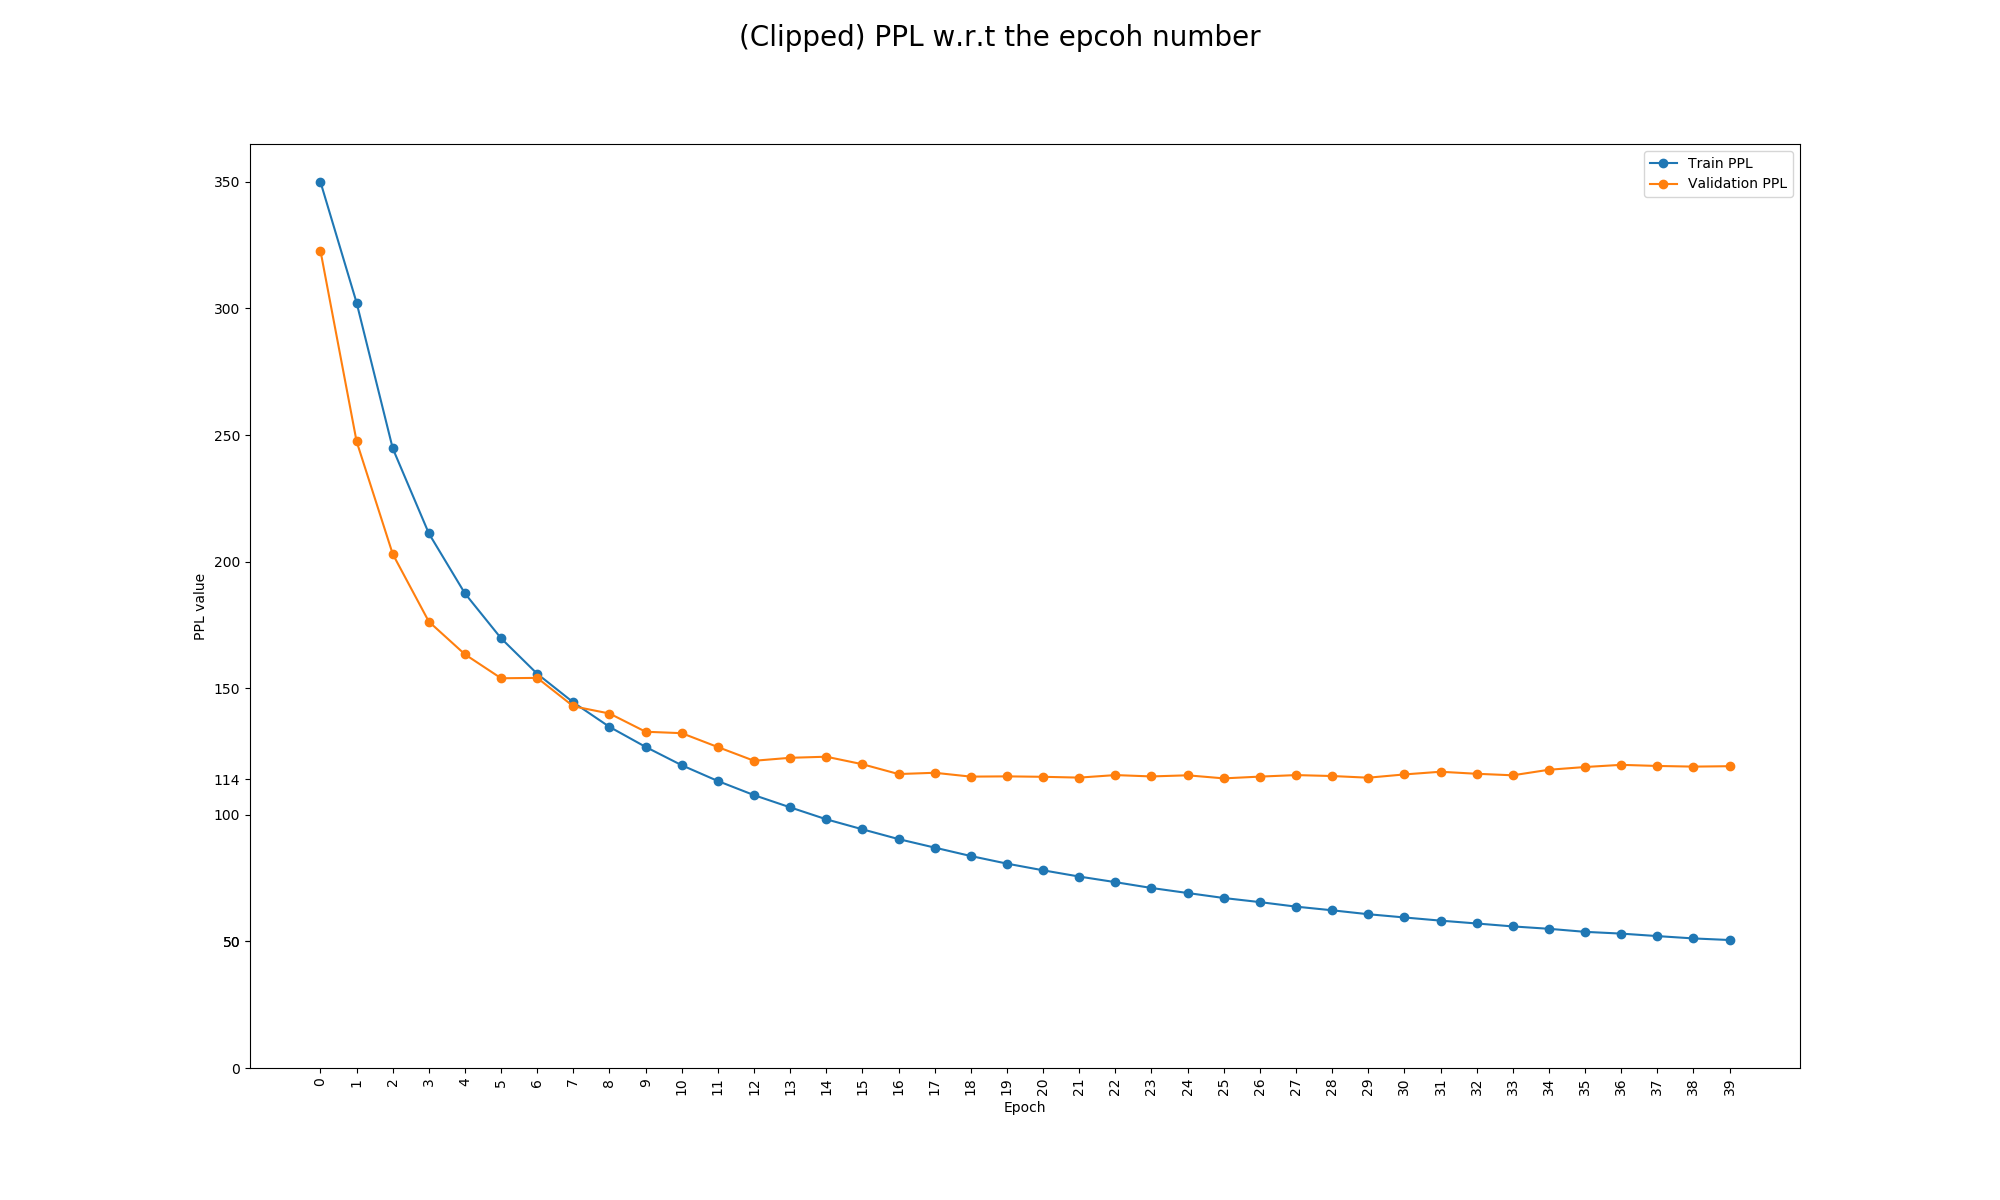 (Clipped) PPL w.r.t the epcoh number
Train PPL
Validation PPL
350
300
250
200
150
114
100
50
0
PPL value
0 1 2 3 4 5 6 7 8 9 10 11 12 13 14 15 16 17 18 19 20 21 22 23 24 25 26 27 28 29 30 31 32 33 34 35 36 37 38 39
Epoch